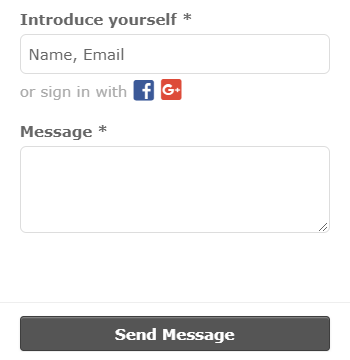 Introduce yourself *
Name, Email
or sign in with f G+
Message *
Send Message